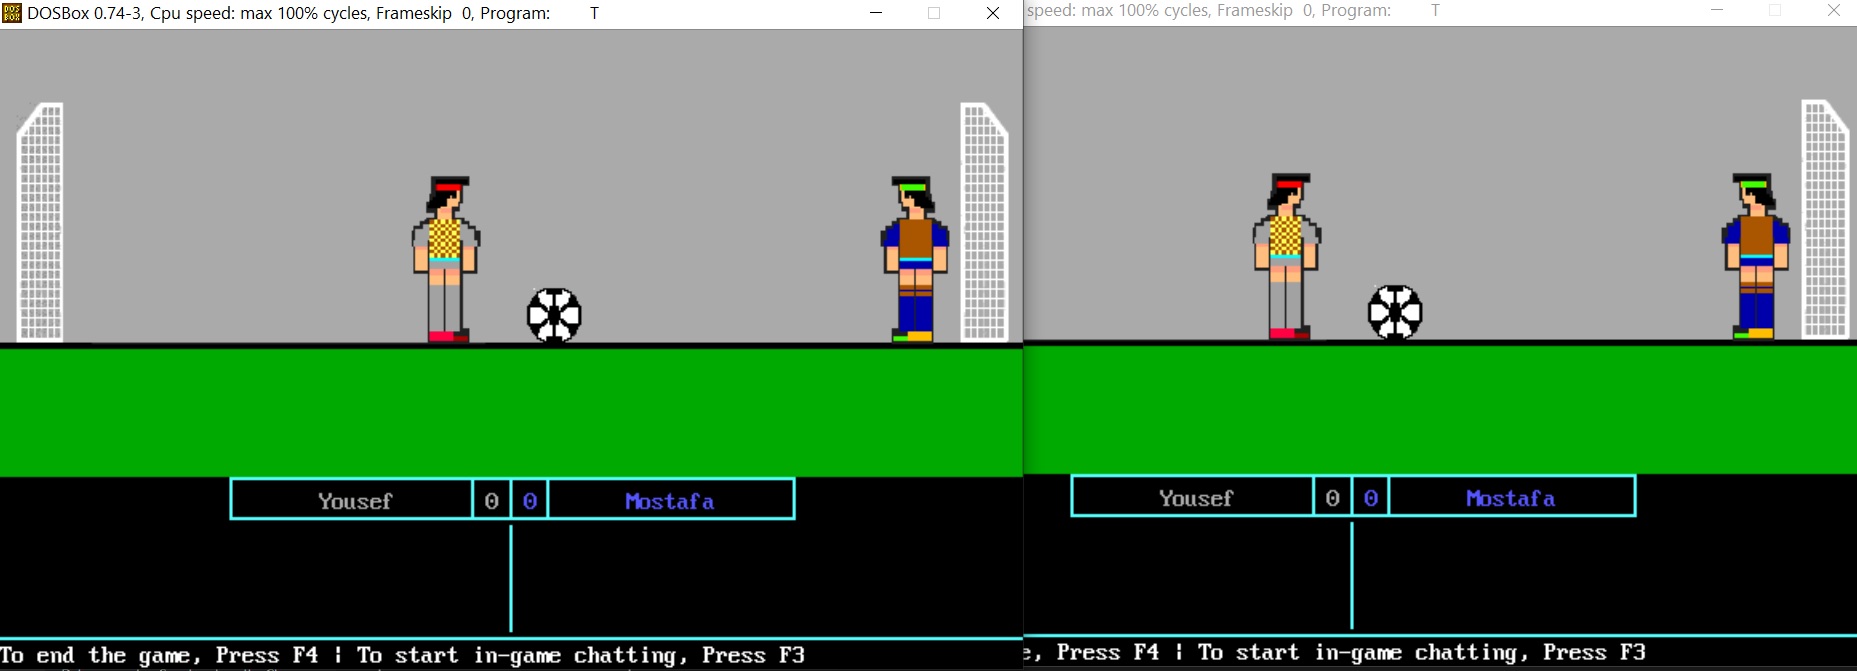 DOSBox 0.74-3, Cpu speed: max 100% cycles, Frameskip 0, Program: T
speed: max 100% cycles, Frameskip 0, Program: T
Yousef 0 0 Mostafa
Yousef 0 0 Mostafa
To end the game, Press F4 ¦ To start in-game chatting, Press F3
e, Press F4 ¦ To start in-game chatting, Press F3